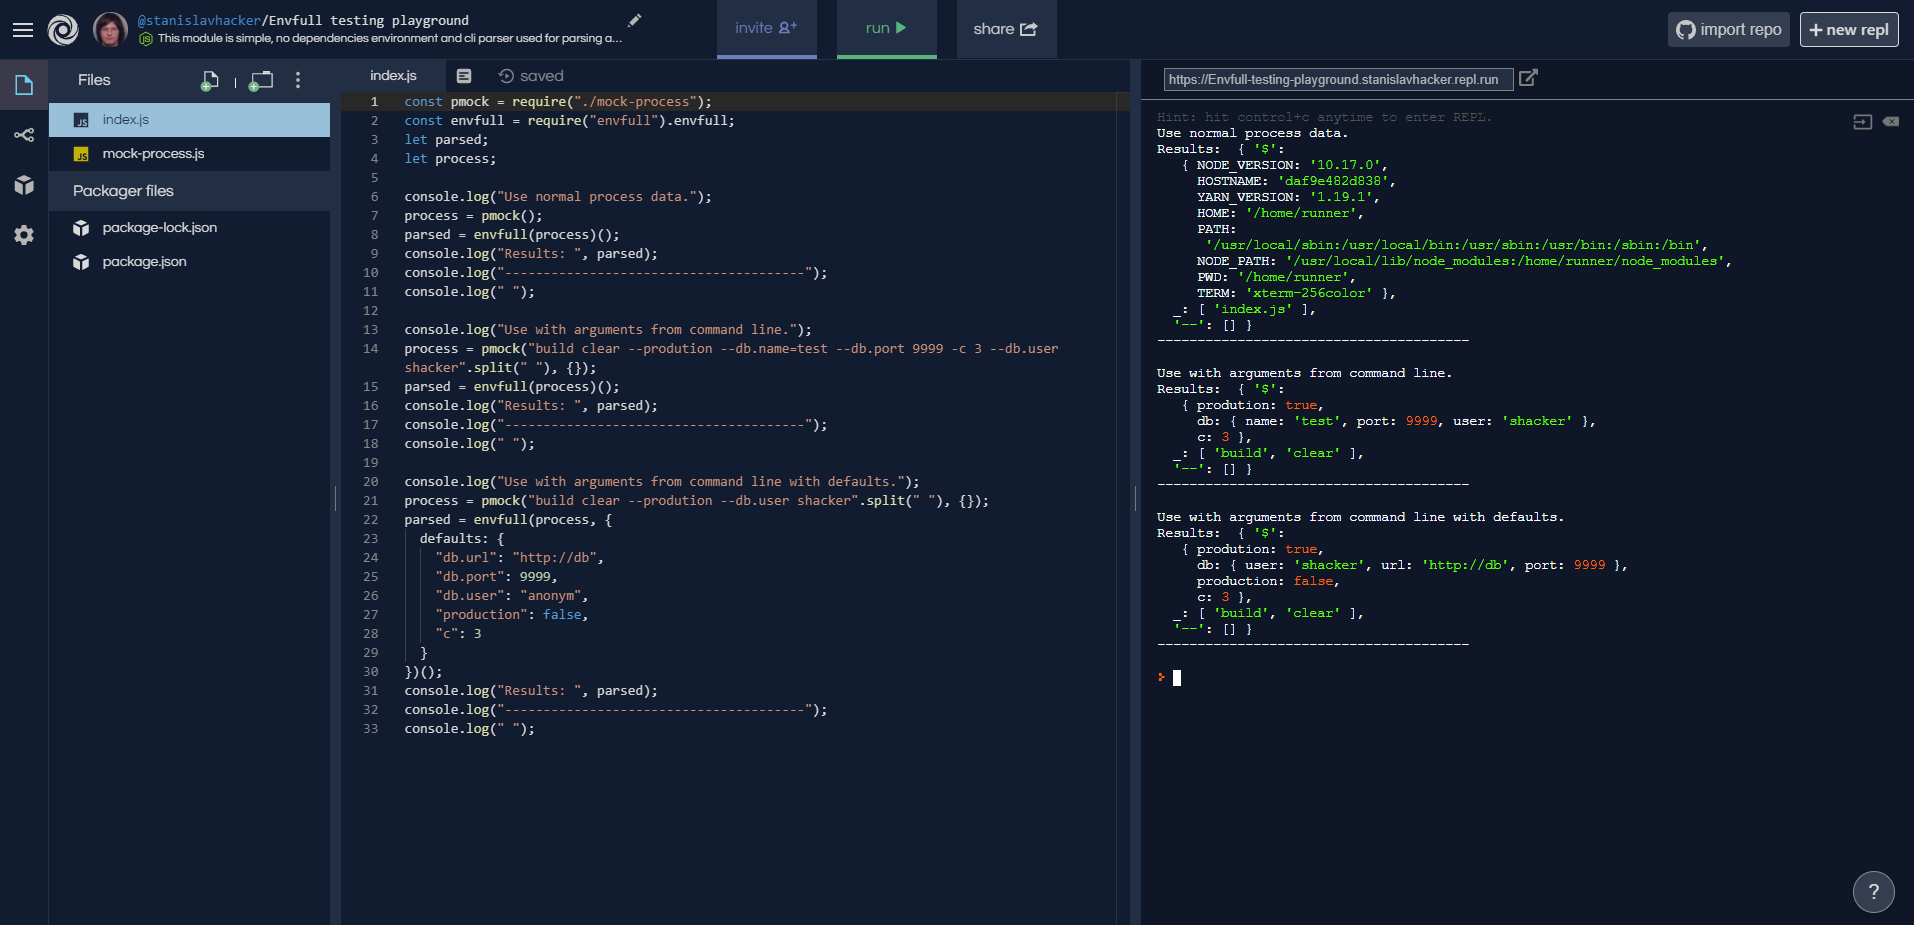 @stanislavhacker/Envfull testing playground
This module is simple, no dependencies environment and cli parser used for parsing a...
invite
run
share
import repo
+ new repl
Files
index.js
mock-process.js
Packager files
package-lock.json
package.json
index.js
saved
1 const pmock = require("./mock-process");
2 const envfull = require("envfull").envfull;
3 let parsed;
4 let process;
5
6 console.log("Use normal process data.");
7 process = pmock();
8 parsed = envfull(process)();
9 console.log("Results: ", parsed);
10 console.log("---------------------------------------");
11 console.log(" ");
12
13 console.log("Use with arguments from command line.");
14 process = pmock("build clear --prodution --db.name=test --db.port 9999 -c 3 --db.user
shacker".split(" "), {});
15 parsed = envfull(process)();
16 console.log("Results: ", parsed);
17 console.log("---------------------------------------");
18 console.log(" ");
19
20 console.log("Use with arguments from command line with defaults.");
21 process = pmock("build clear --prodution --db.user shacker".split(" "), {});
22 parsed = envfull(process, {
23 defaults: {
24 "db.url": "http://db",
25 "db.port": 9999,
26 "db.user": "anonym",
27 "production": false,
28 "c": 3
29 }
30 })();
31 console.log("Results: ", parsed);
32 console.log("---------------------------------------");
33 console.log(" ");
https://Envfull-testing-playground.stanislavhacker.repl.run
Hint: hit control+c anytime to enter REPL.
Use normal process data.
Results:  { '$':
{ NODE_VERSION: '10.17.0',
HOSTNAME: 'daf9e482d838',
YARN_VERSION: '1.19.1',
HOME: '/home/runner',
PATH:
'/usr/local/sbin:/usr/local/bin:/usr/sbin:/usr/bin:/sbin:/bin',
NODE_PATH: '/usr/local/lib/node_modules:/home/runner/node_modules',
PWD: '/home/runner',
TERM: 'xterm-256color' },
_: [ 'index.js' ],
'--': [] }
---------------------------------------
Use with arguments from command line.
Results:  { '$':
{ prodution: true,
db: { name: 'test', port: 9999, user: 'shacker' },
c: 3 },
_: [ 'build', 'clear' ],
'--': [] }
---------------------------------------
Use with arguments from command line with defaults.
Results:  { '$':
{ prodution: true,
db: { user: 'shacker', url: 'http://db', port: 9999 },
production: false,
c: 3 },
_: [ 'build', 'clear' ],
'--': [] }
---------------------------------------
>
?